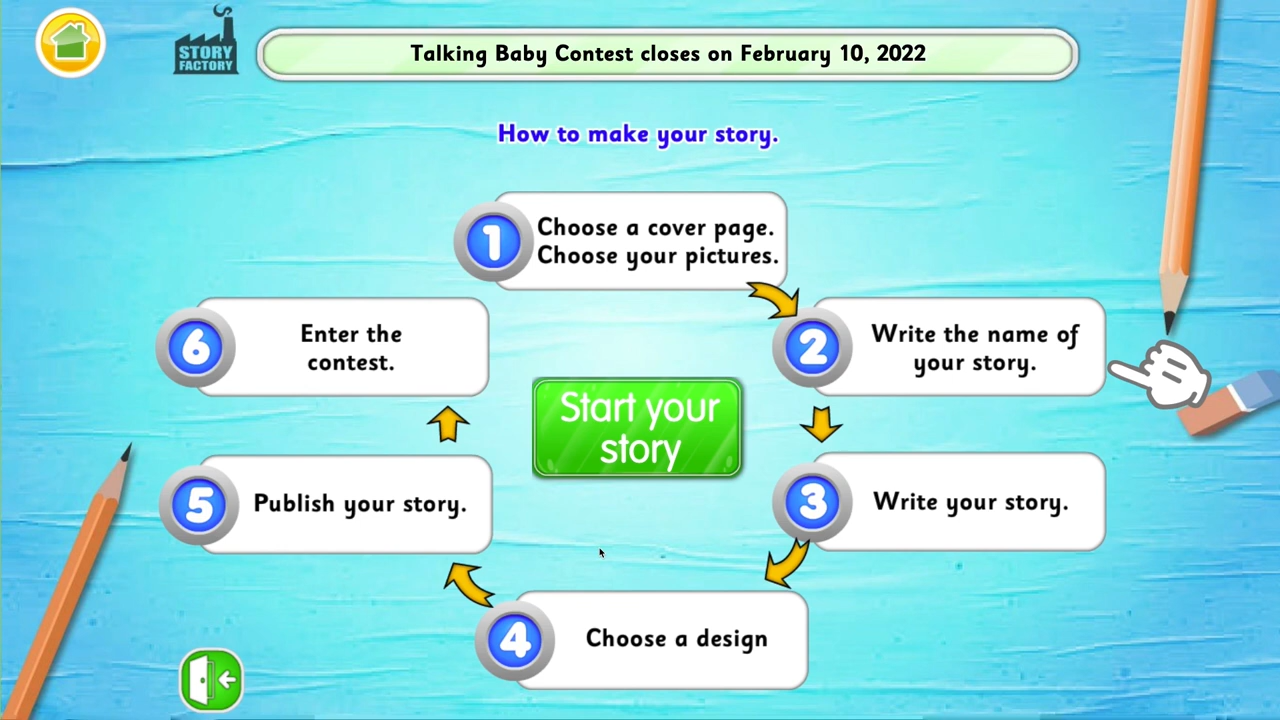 STORY
FACTORY
Talking Baby Contest closes on February 10, 2022
How to make your story.
1
Choose a cover page.
Choose your pictures.
2
Write the name of
your story.
3
Write your story.
4
Choose a design
5
Publish your story.
6
Enter the
contest.
Start your
story